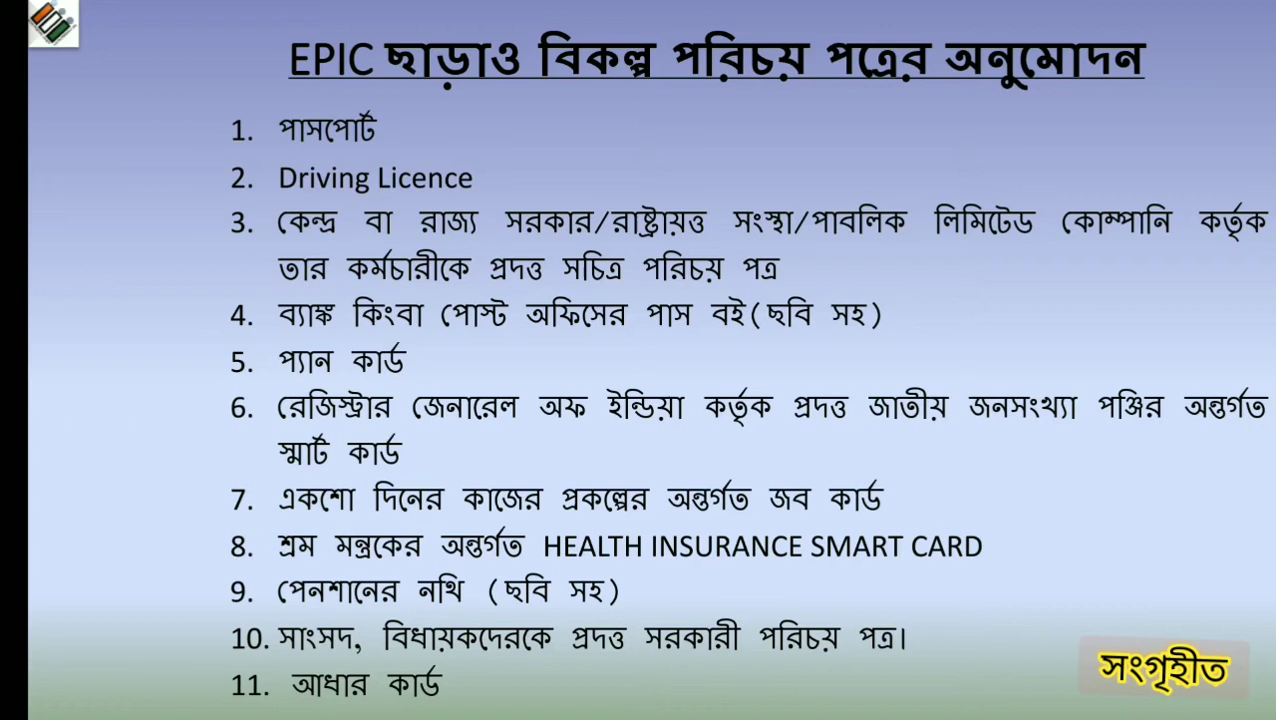 EPIC ছাড়াও বিকল্প পরিচয় পত্রের অনুমোদন
1. পাসপোর্ট
2. Driving Licence
3. কেন্দ্র বা রাজ্য সরকার/রাষ্ট্রায়ত্ত সংস্থা/পাবলিক লিমিটেড কোম্পানি কর্তৃক
তার কর্মচারীকে প্রদত্ত সচিত্র পরিচয় পত্র
4. ব্যাঙ্ক কিংবা পোস্ট অফিসের পাস বই(ছবি সহ)
5. প্যান কার্ড
6. রেজিস্ট্রার জেনারেল অফ ইন্ডিয়া কর্তৃক প্রদত্ত জাতীয় জনসংখ্যা পঞ্জির অন্তর্গত
স্মার্ট কার্ড
7. একশো দিনের কাজের প্রকল্পের অন্তর্গত জব কার্ড
8. শ্রম মন্ত্রকের অন্তর্গত HEALTH INSURANCE SMART CARD
9. পেনশানের নথি (ছবি সহ)
10. সাংসদ, বিধায়কদেরকে প্রদত্ত সরকারী পরিচয় পত্র।
11. আধার কার্ড
সংগৃহীত